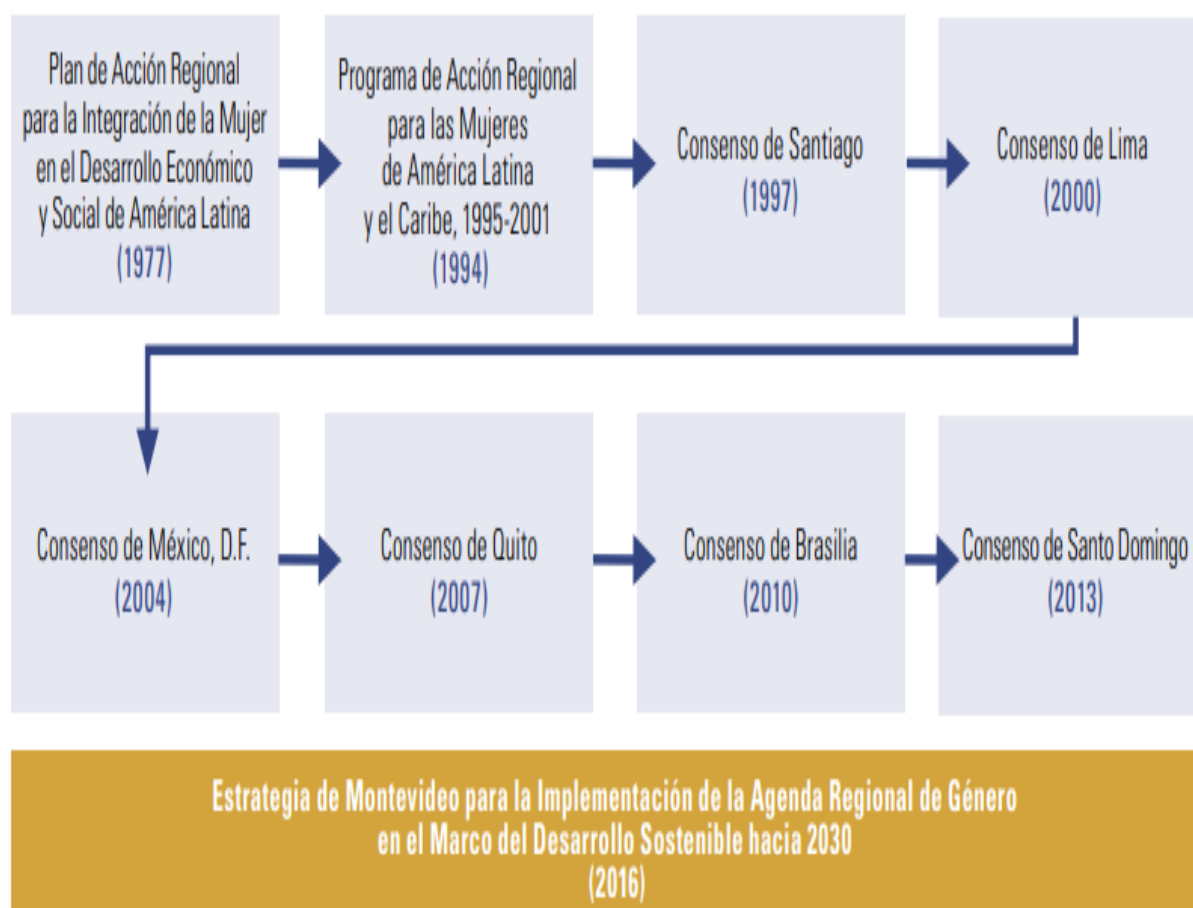 Plan de Acción Regional
para la Integración de la Mujer
en el Desarrollo Económico
y Social de América Latina
(1977)
Programa de Acción Regional
para las Mujeres
de América Latina
y el Caribe, 1995-2001
(1994)
Consenso de Santiago
(1997)
Consenso de Lima
(2000)
Consenso de México, D.F.
(2004)
Consenso de Quito
(2007)
Consenso de Brasilia
(2010)
Consenso de Santo Domingo
(2013)
Estrategia de Montevideo para la Implementación de la Agenda Regional de Género
en el Marco del Desarrollo Sostenible hacia 2030
(2016)